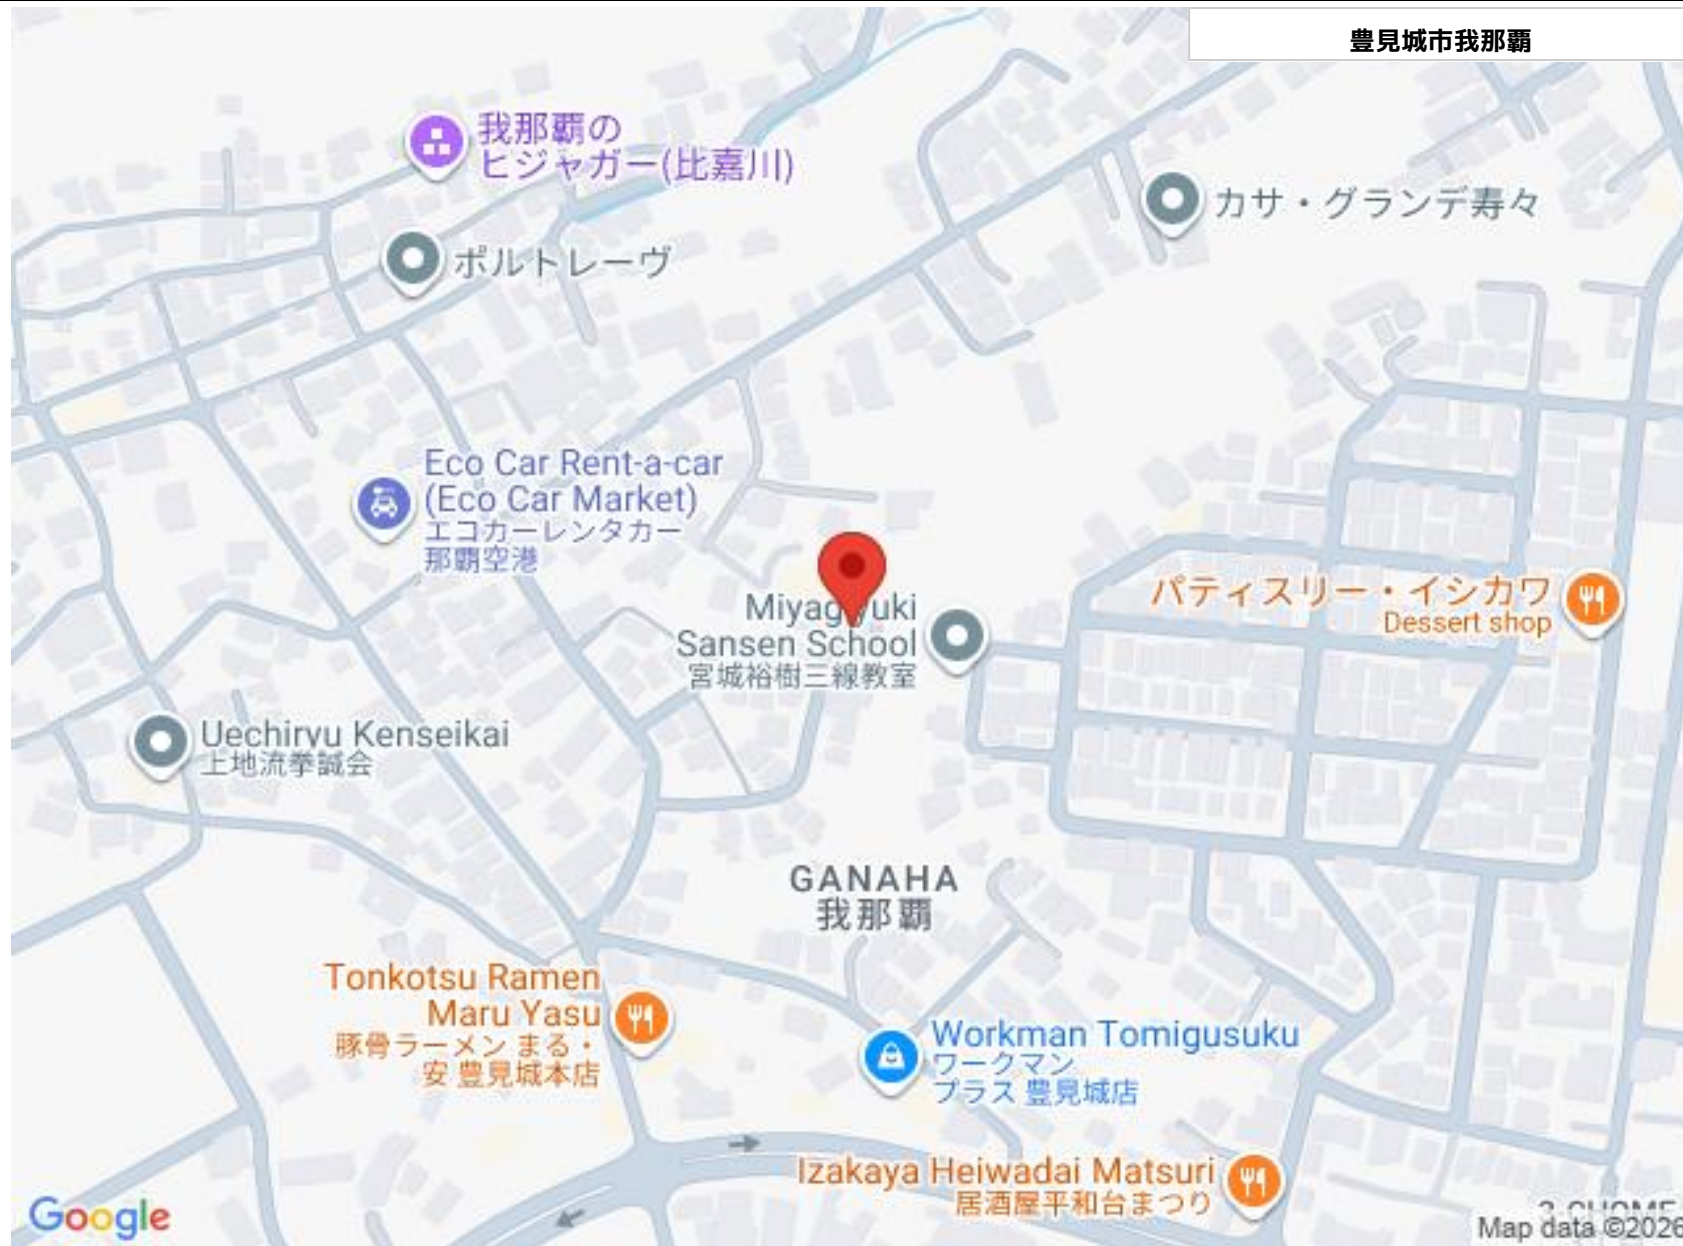 豊見城市我那覇
我那覇の
ヒジャガー(比嘉川)
カサ・グランデ寿々
ポルトレーヴ
Eco Car Rent-a-car
(Eco Car Market)
エコカーレンタカー
那覇空港
Miyagi yuki
Sansen School
宮城裕樹三線教室
パティスリー・イシカワ
Dessert shop
Uechiryu Kenseikai
上地流拳誠会
GANAHA
我那覇
Tonkotsu Ramen
Maru Yasu
豚骨ラーメン まる・
安 豊見城本店
Workman Tomigusuku
ワークマン
プラス 豊見城店
Izakaya Heiwadai Matsuri
居酒屋平和台まつり
Google
Map data ©2026